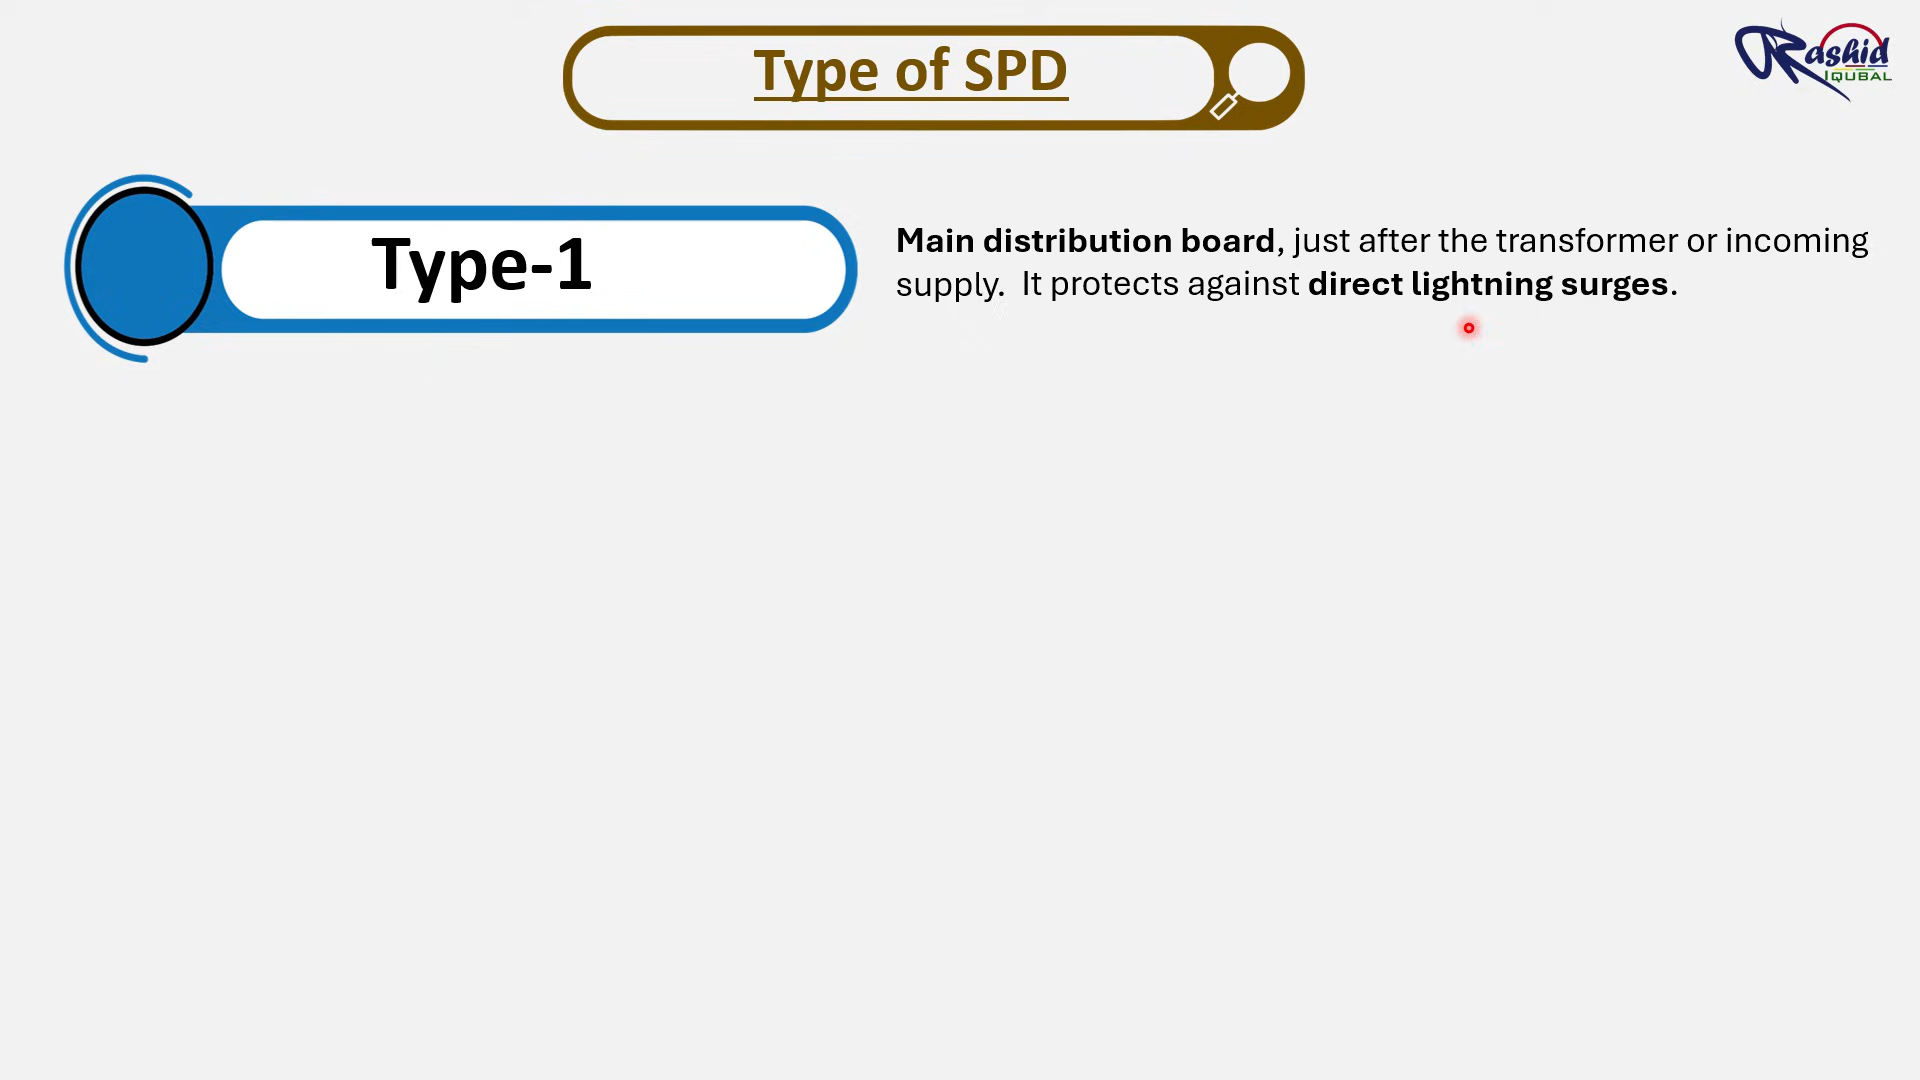 Type of SPD
Rashid
IQUBAL
Type-1
Main distribution board, just after the transformer or incoming
supply.  It protects against direct lightning surges.